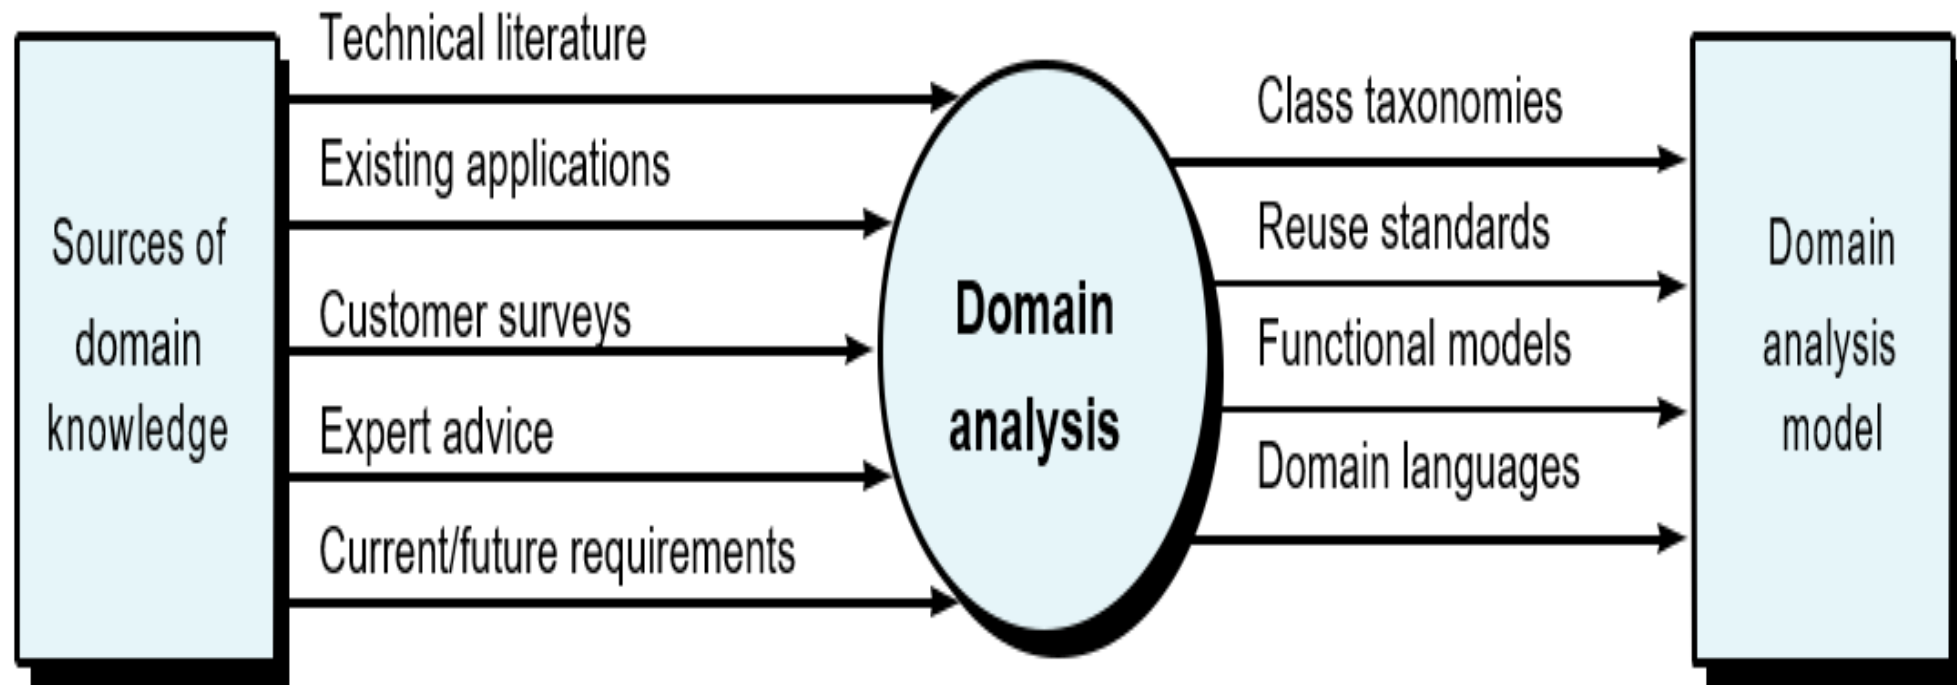 Sources of
domain
knowledge
Technical literature
Existing applications
Customer surveys
Expert advice
Current/future requirements
Domain
analysis
Class taxonomies
Reuse standards
Functional models
Domain languages
Domain
analysis
model